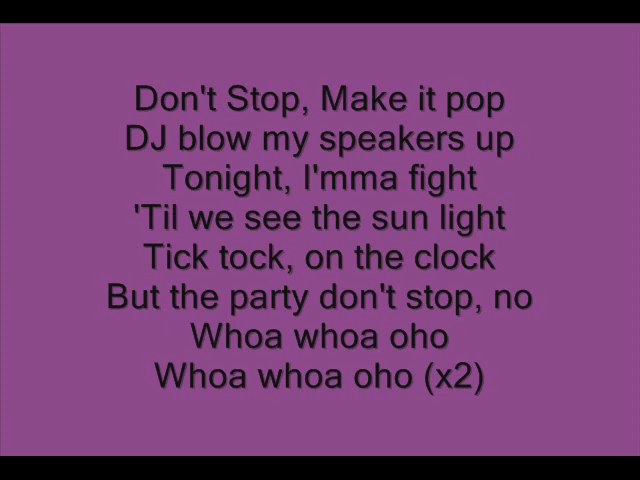 Don't Stop, Make it pop
DJ blow my speakers up
Tonight, I'mma fight
'Til we see the sun light
Tick tock, on the clock
But the party don't stop, no
Whoa whoa oho
Whoa whoa oho (x2)